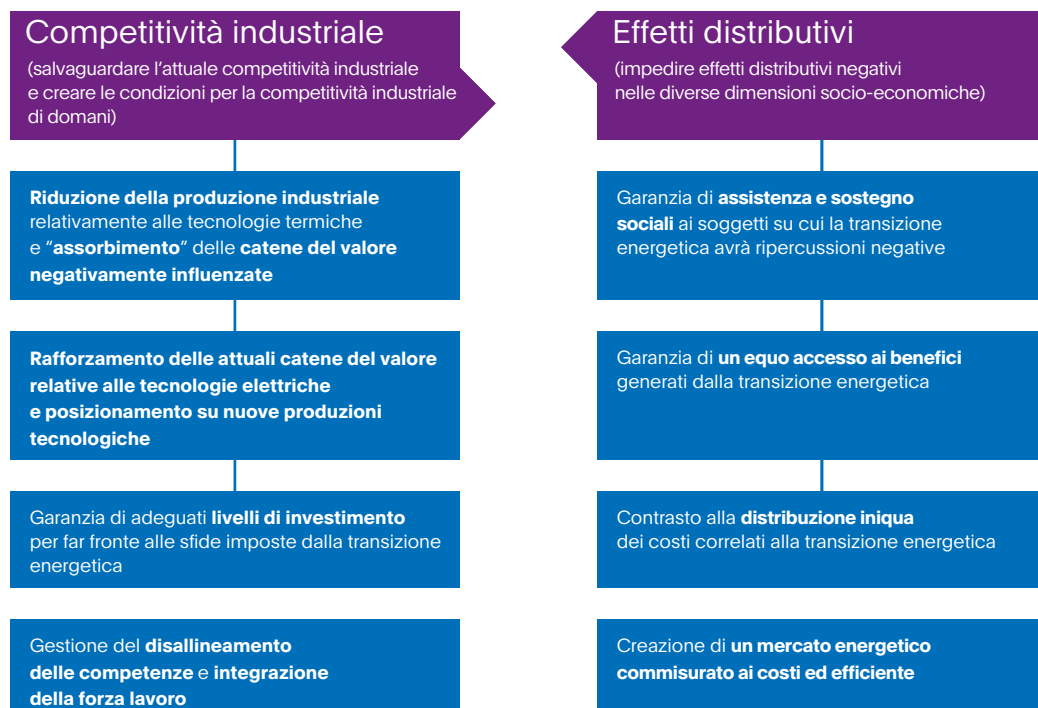 Competitività industriale
(salvaguardare l'attuale competitività industriale
e creare le condizioni per la competitività industriale
di domani)
Riduzione della produzione industriale
relativamente alle tecnologie termiche
e “assorbimento” delle catene del valore
negativamente influenzate
Rafforzamento delle attuali catene del valore
relative alle tecnologie elettriche
e posizionamento su nuove produzioni
tecnologiche
Garanzia di adeguati livelli di investimento
per far fronte alle sfide imposte dalla transizione
energetica
Gestione del disallineamento
delle competenze e integrazione
della forza lavoro
Effetti distributivi
(impedire effetti distributivi negativi
nelle diverse dimensioni socio-economiche)
Garanzia di assistenza e sostegno
sociali ai soggetti su cui la transizione
energetica avrà ripercussioni negative
Garanzia di un equo accesso ai benefici
generati dalla transizione energetica
Contrasto alla distribuzione iniqua
dei costi correlati alla transizione energetica
Creazione di un mercato energetico
commisurato ai costi ed efficiente